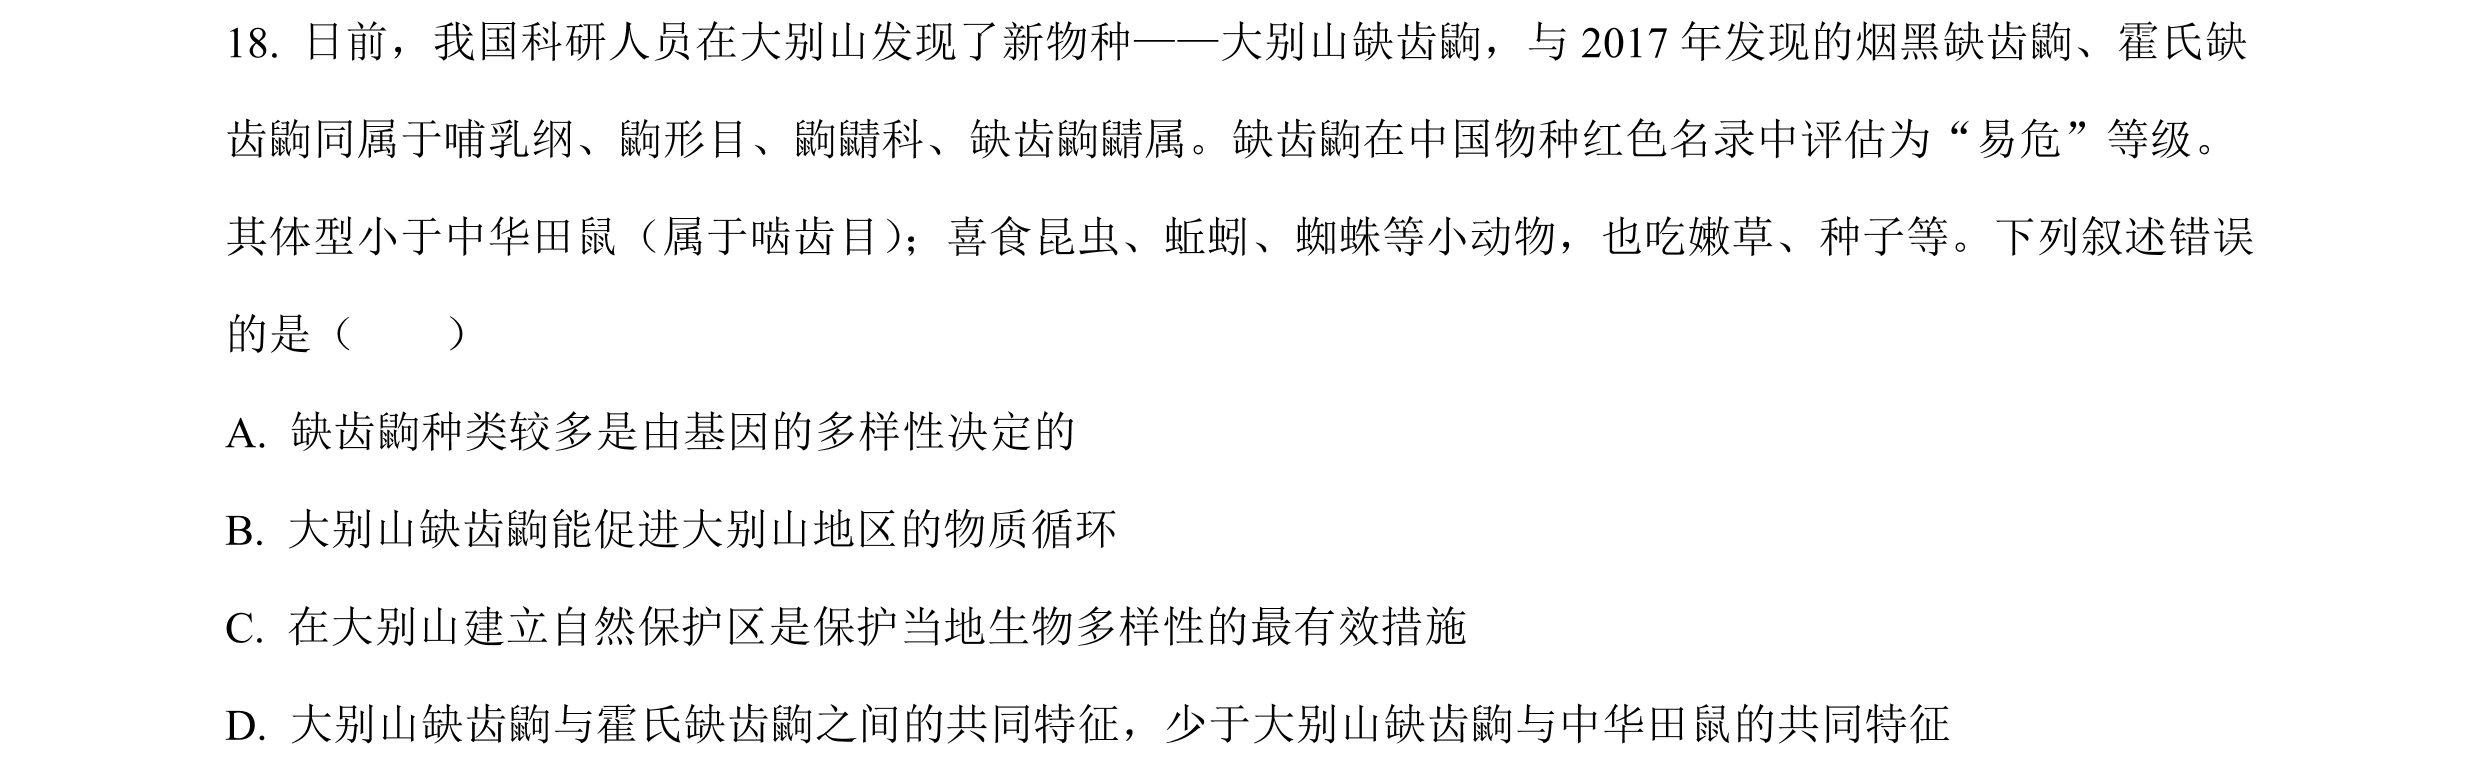 18. 日前，我国科研人员在大别山发现了新物种——大别山缺齿鼩，与 2017 年发现的烟黑缺齿鼩、霍氏缺
齿鼩同属于哺乳纲、鼩形目、鼩鼱科、缺齿鼩鼱属。缺齿鼩在中国物种红色名录中评估为“易危”等级。
其体型小于中华田鼠（属于啮齿目）；喜食昆虫、蚯蚓、蜘蛛等小动物，也吃嫩草、种子等。下列叙述错误
的是（　　）
A. 缺齿鼩种类较多是由基因的多样性决定的
B. 大别山缺齿鼩能促进大别山地区的物质循环
C. 在大别山建立自然保护区是保护当地生物多样性的最有效措施
D. 大别山缺齿鼩与霍氏缺齿鼩之间的共同特征，少于大别山缺齿鼩与中华田鼠的共同特征